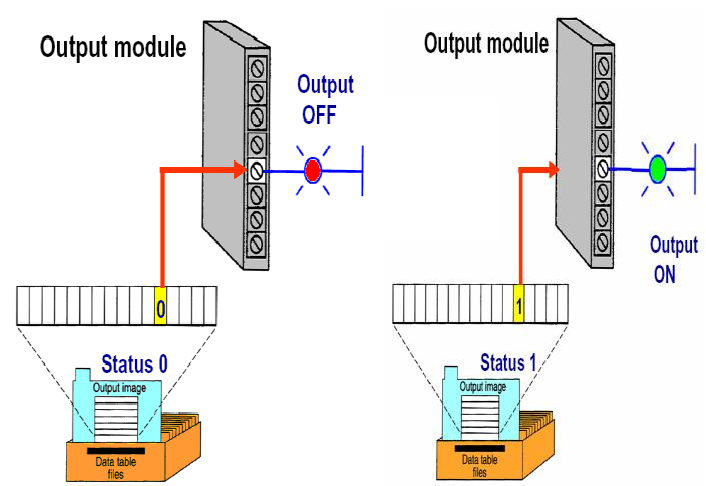 Output module
Output
OFF
0
Status 0
Output image
Data table
files
Output module
Output
ON
1
Status 1
Output image
Data table
files